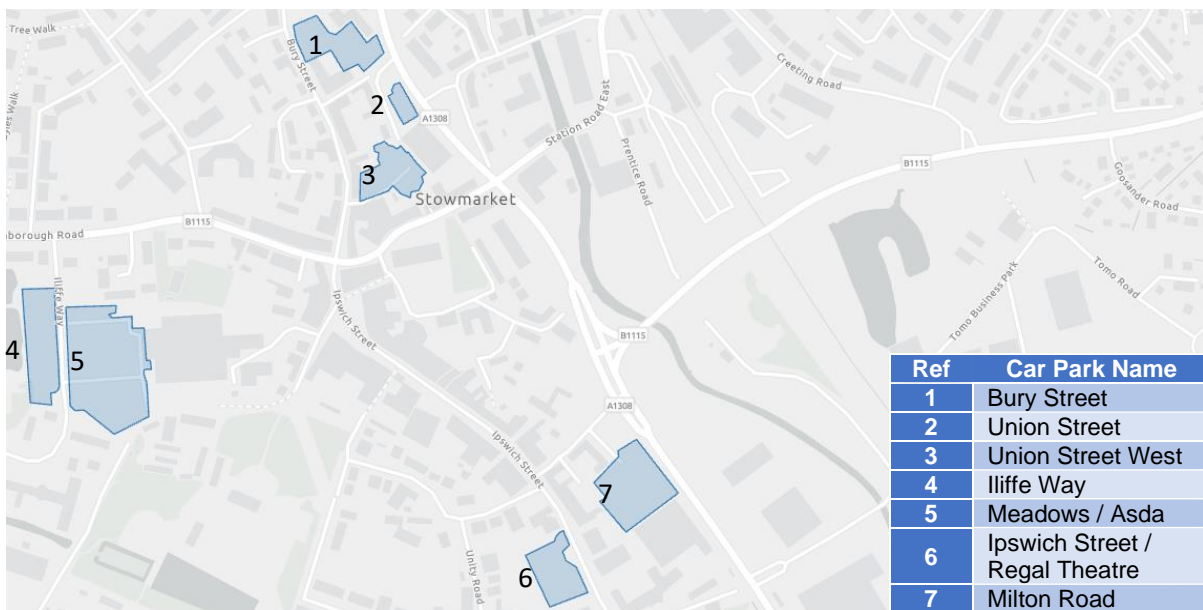 Tree Walk
1
Bury Street
2
A1308
Creeting Road
Station Road East
Prentice Road
B1115
Goosander Road
3
Stowmarket
B1115
nborough Road
Iliffe Way
Tomo Road
Tomo Business Park
Ipswich Street
B1115
4
5
A1308
Ipswich Street
7
Unity Road
6
Ref Car Park Name
1 Bury Street
2 Union Street
3 Union Street West
4 Iliffe Way
5 Meadows / Asda
6 Ipswich Street /
Regal Theatre
7 Milton Road